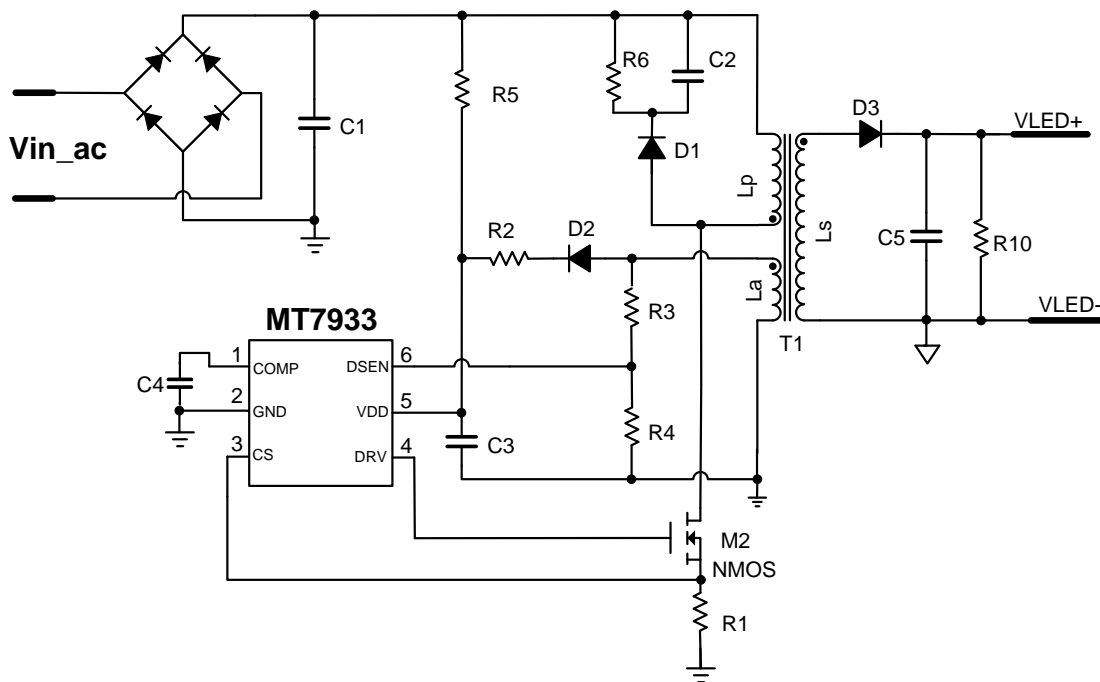 R6
C2
R5
C1
D3
VLED+
Vin_ac
D1
Lp
Ls
R2
D2
C5
R10
La
R3
MT7933
VLED-
T1
1
COMP
DSEN
6
C4
2
GND
VDD
5
R4
C3
3
CS
DRV
4
M2
NMOS
R1